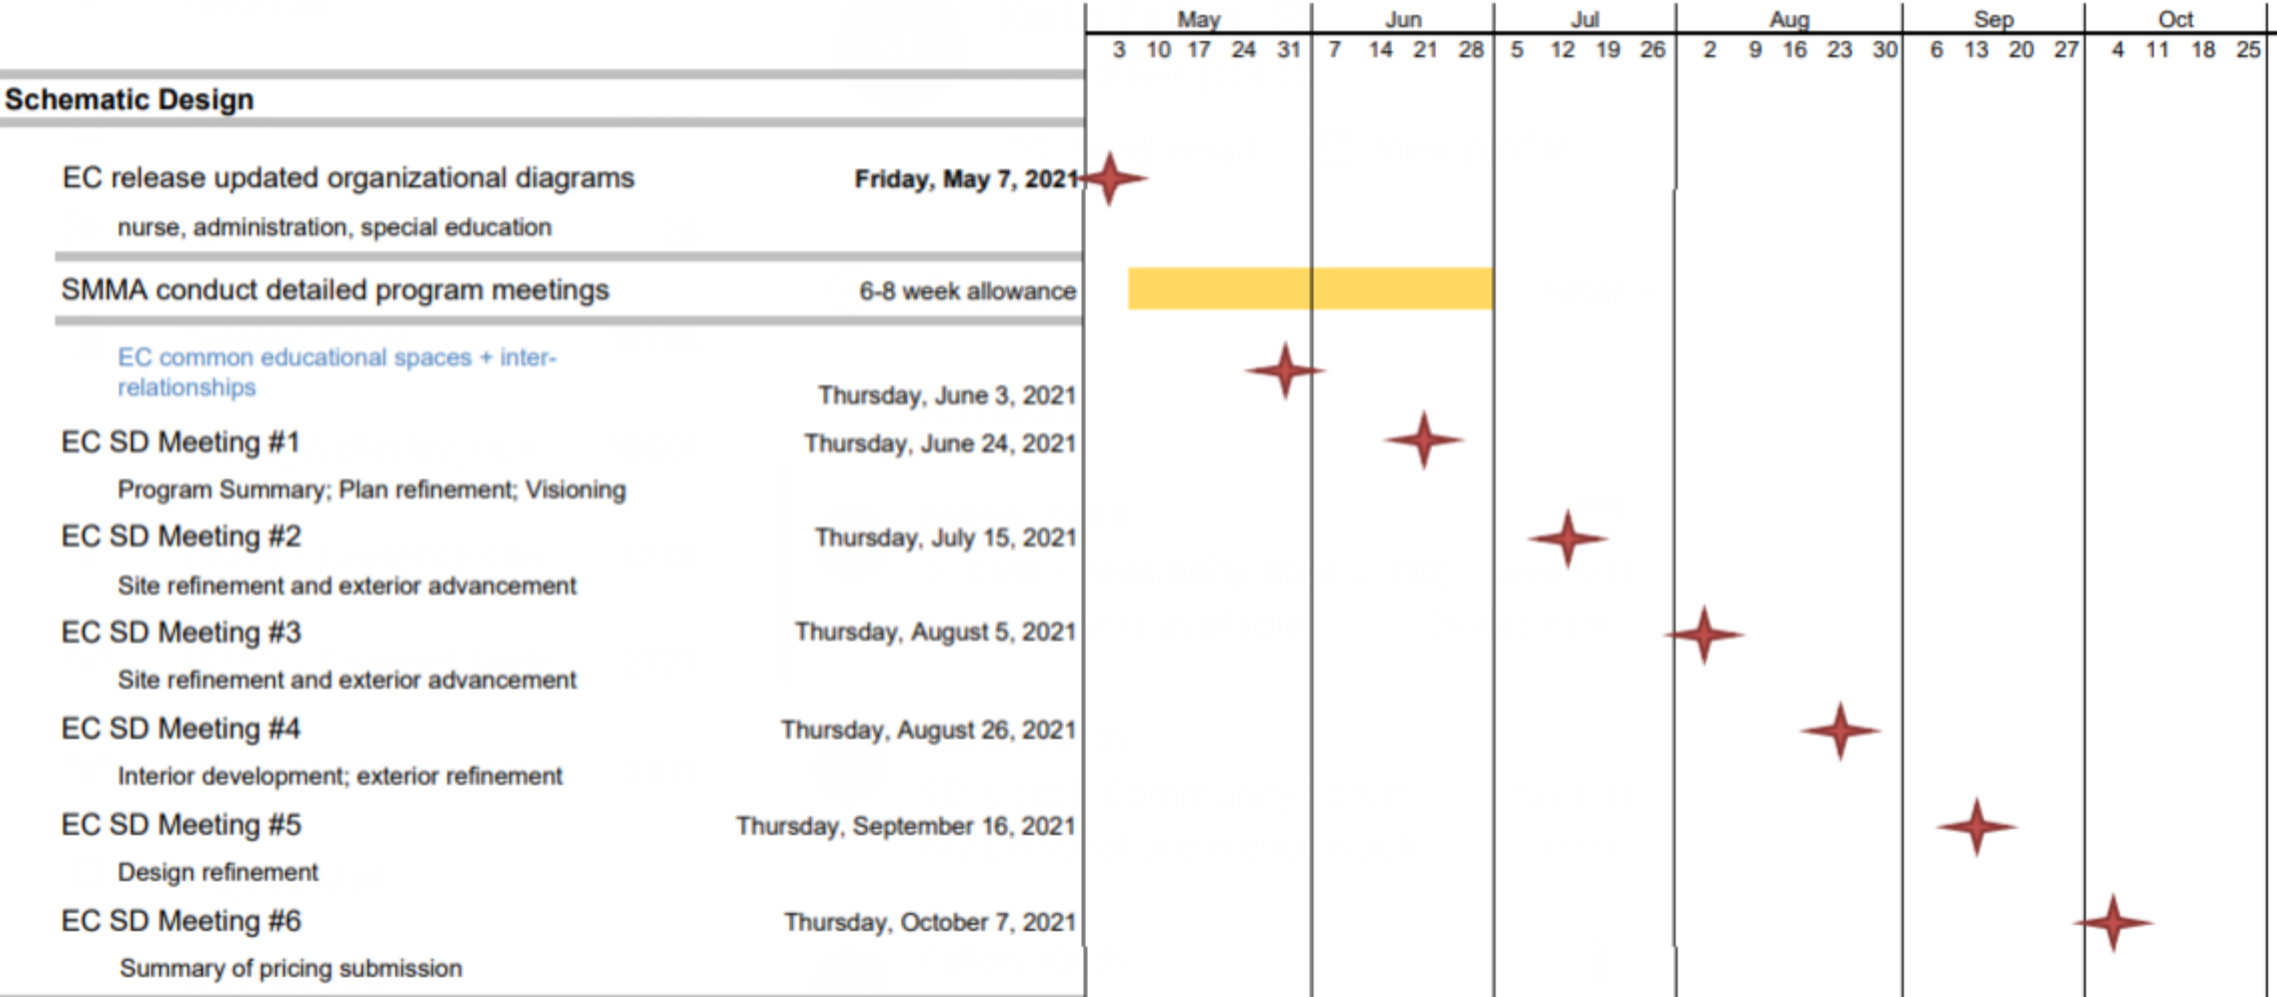 May Jun Jul Aug Sep Oct
3 10 17 24 31 7 14 21 28 5 12 19 26 2 9 16 23 30 6 13 20 27 4 11 18 25
Schematic Design
EC release updated organizational diagrams Friday, May 7, 2021
nurse, administration, special education
SMMA conduct detailed program meetings 6-8 week allowance
EC common educational spaces + inter-
relationships
Thursday, June 3, 2021
EC SD Meeting #1 Thursday, June 24, 2021
Program Summary; Plan refinement; Visioning
EC SD Meeting #2 Thursday, July 15, 2021
Site refinement and exterior advancement
EC SD Meeting #3 Thursday, August 5, 2021
Site refinement and exterior advancement
EC SD Meeting #4 Thursday, August 26, 2021
Interior development; exterior refinement
EC SD Meeting #5 Thursday, September 16, 2021
Design refinement
EC SD Meeting #6 Thursday, October 7, 2021
Summary of pricing submission